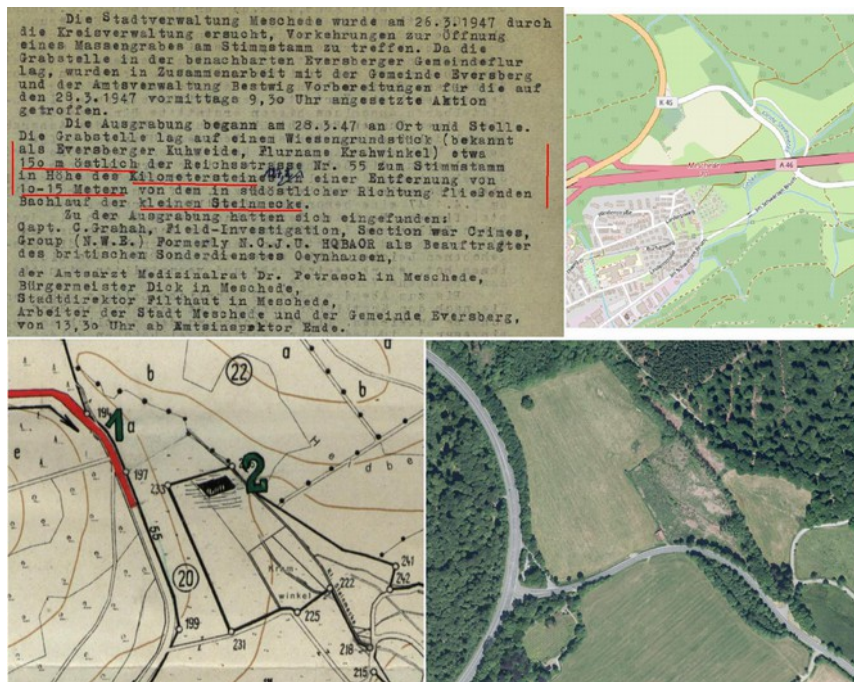 Die Stadtverwaltung Meschede wurde am 26.3.1947 durch
die Kreisverwaltung ersucht, Vorkehrungen zur Öffnung
eines Massengrabes am Stimmstamm zu treffen. Da die
Grabstelle in der benachbarten Eversberger Gemeindeflur
lag, wurden in Zusammenarbeit mit der Gemeinde Eversberg
und der Amtsverwaltung Bestwig Vorbereitungen für die auf
den 28.3.1947 vormittags 9,3o Uhr angesetzte Aktion
getroffen.
Die Ausgrabung begann am 28.3.47 an Ort und Stelle.
Die Grabstelle lag auf einem Wiesengrundstück (bekannt
als Eversberger Kuhweide, Flurname Krahwinkel) etwa
15o m östlich der Reichsstrasse Nr. 55 zum Stimmstamm
in Höhe des Kilometerstein in einer Entfernung von
1o-15 Metern von dem in südöstlicher Richtung fließenden
Bachlauf der kleinen Steinmecke.
Zu der Ausgrabung hatten sich eingefunden:
Capt. C.Grahah, Field-Investigation, Section war Crimes,
Group (N.W.E.) Formerly N.C.J.U. HQBAOR als Beauftragter
des britischen Sonderdienstes Oeynhausen,
der Amtsarzt Medizinalrat Dr. Petrasch in Meschede,
Bürgermeister Dick in Meschede,
Stadtdirektor Filthaut in Meschede,
Arbeiter der Stadt Meschede und der Gemeinde Eversberg,
von 13,3o Uhr ab Amtsinspektor Emde.
K 45
A 46
22
a
b
a
b
194
1
a
e
197
233
2
H
e
d
b
e
55
20
241
242
222
winkel
225
199
231
218
215